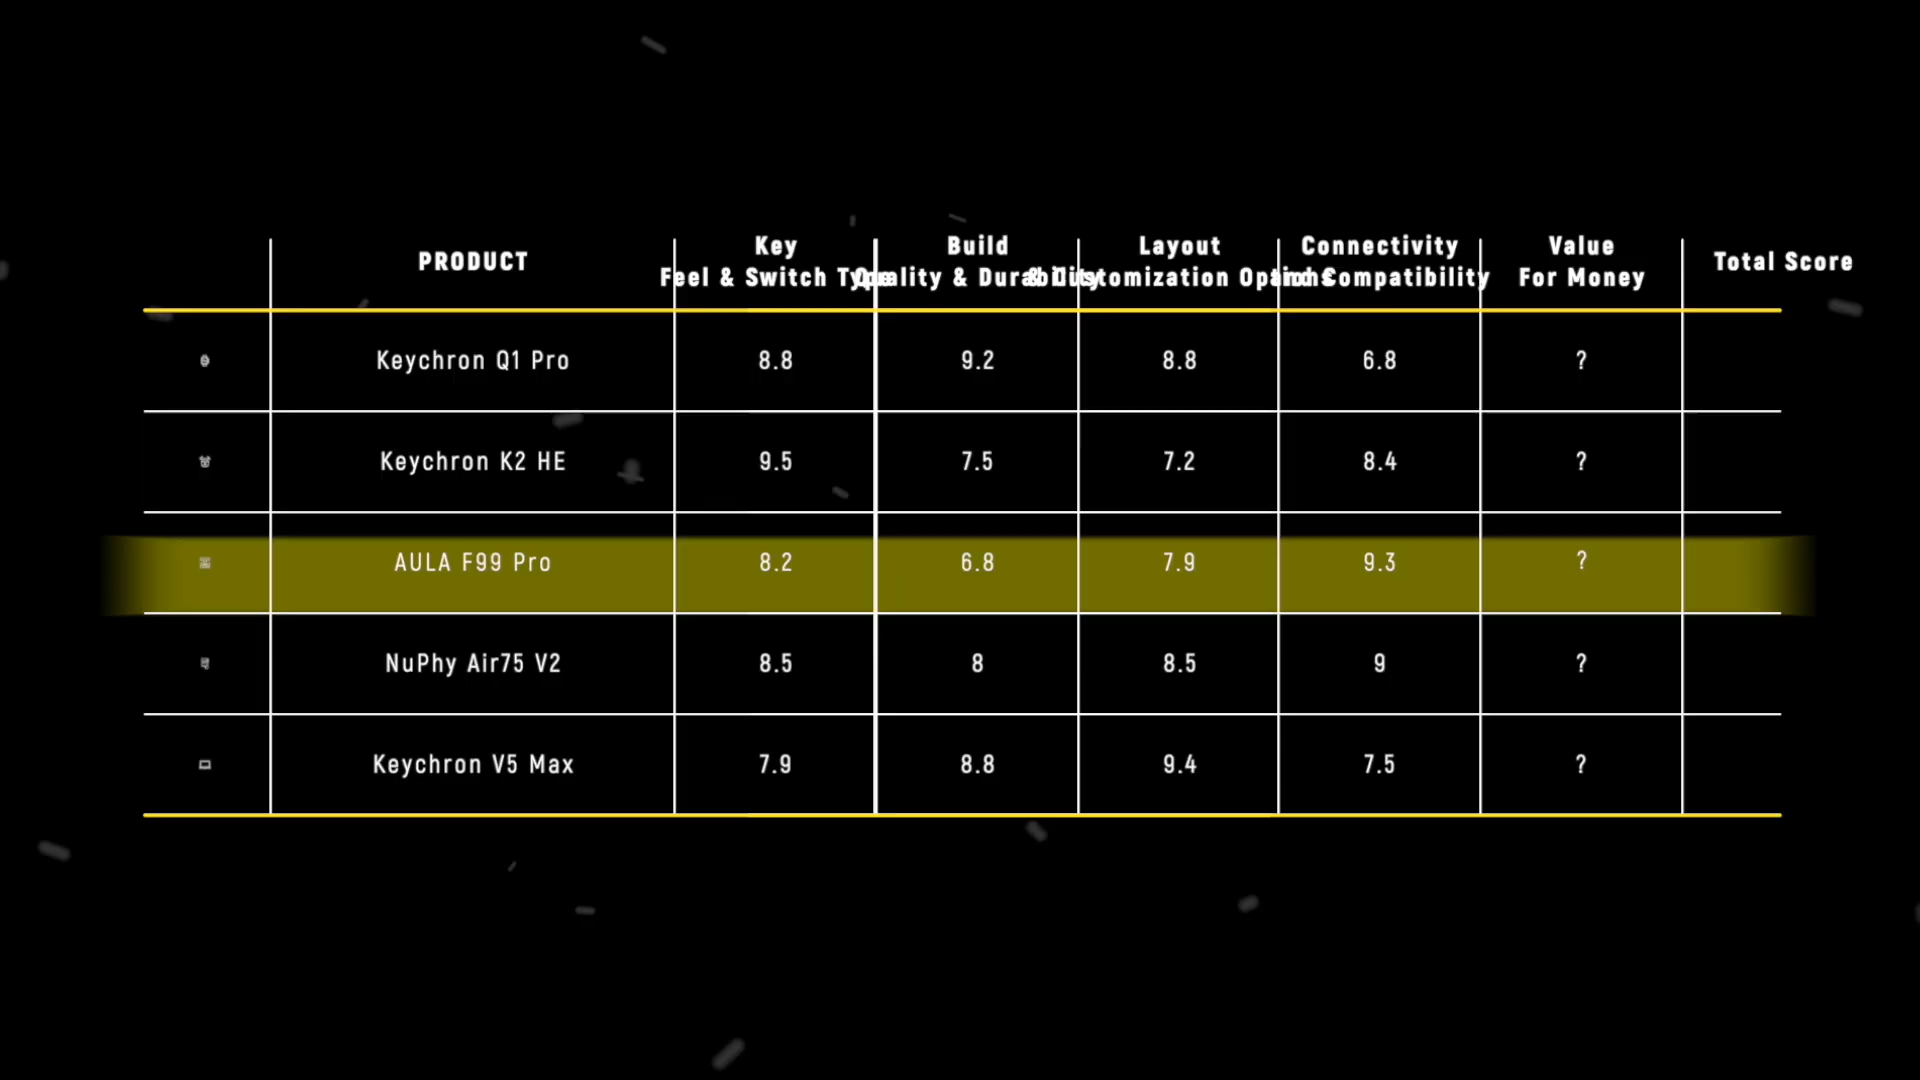 PRODUCT
Key
Feel & Switch Type
Build
Quality & Durability
Layout
& Customization Options
Connectivity
and Compatibility
Value
For Money
Total Score
Keychron Q1 Pro 8.8 9.2 8.8 6.8 ?
Keychron K2 HE 9.5 7.5 7.2 8.4 ?
AULA F99 Pro 8.2 6.8 7.9 9.3 ?
NuPhy Air75 V2 8.5 8 8.5 9 ?
Keychron V5 Max 7.9 8.8 9.4 7.5 ?